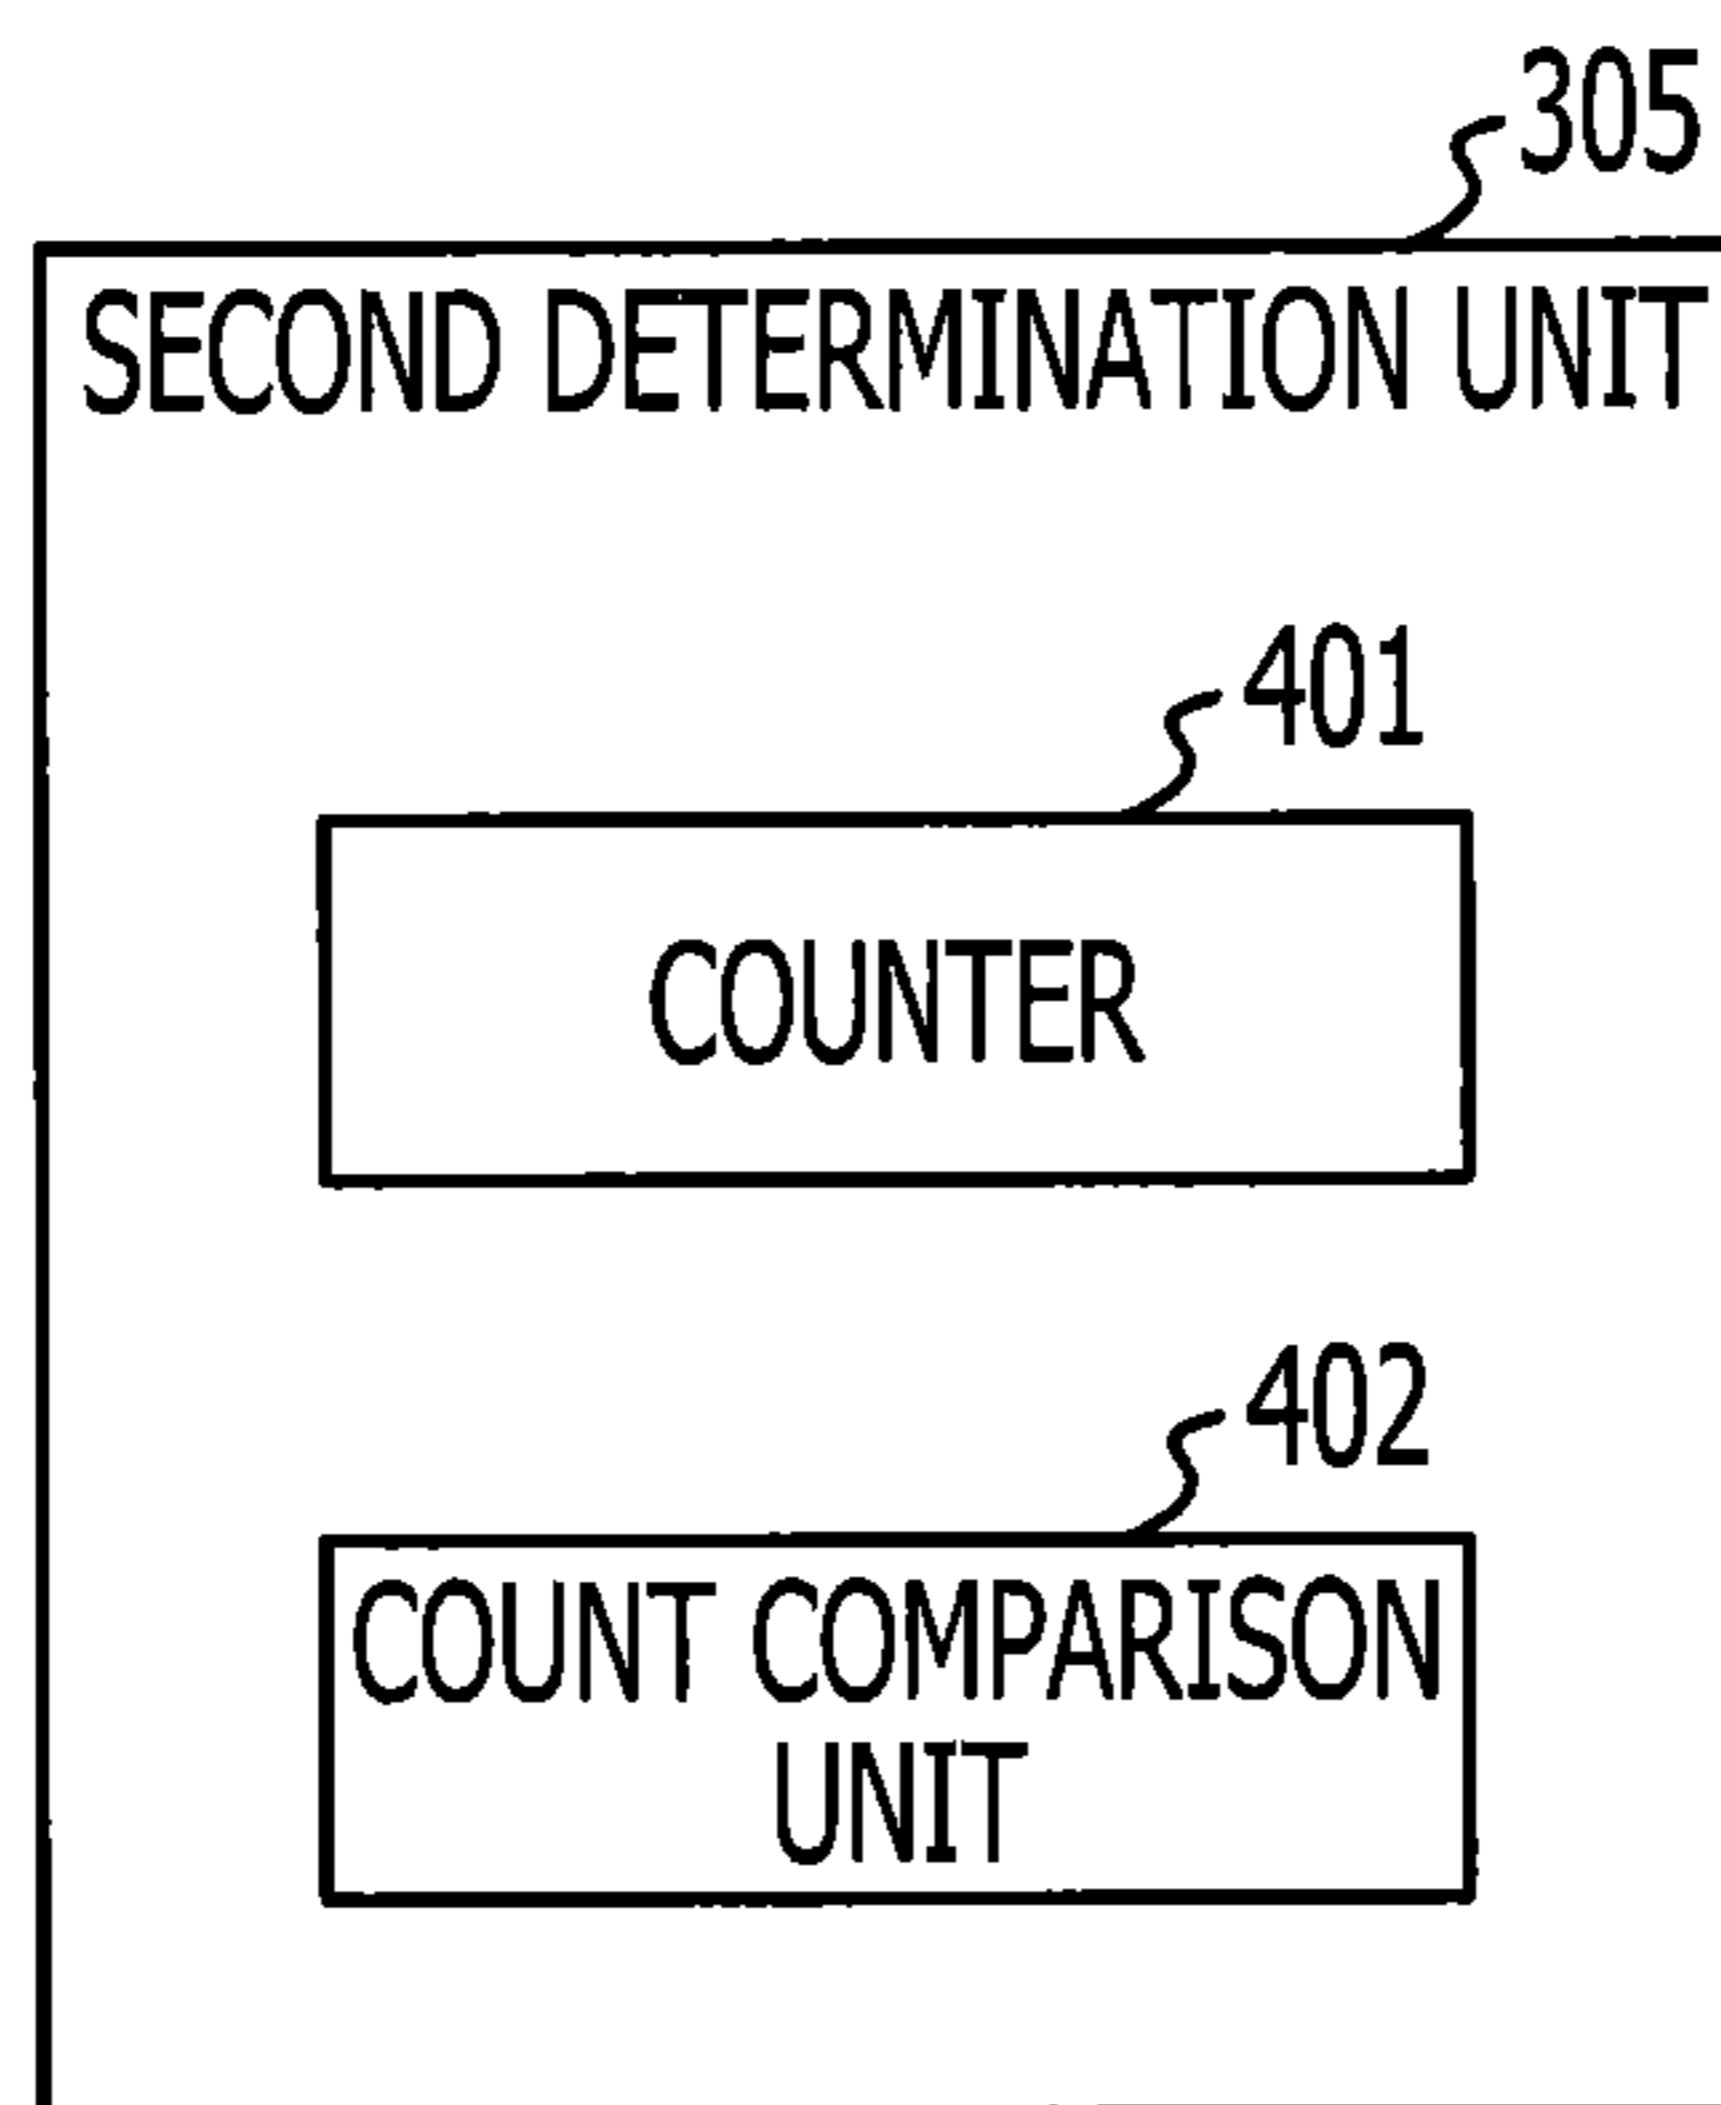 305
SECOND DETERMINATION UNIT
401
COUNTER
402
COUNT COMPARISON
UNIT